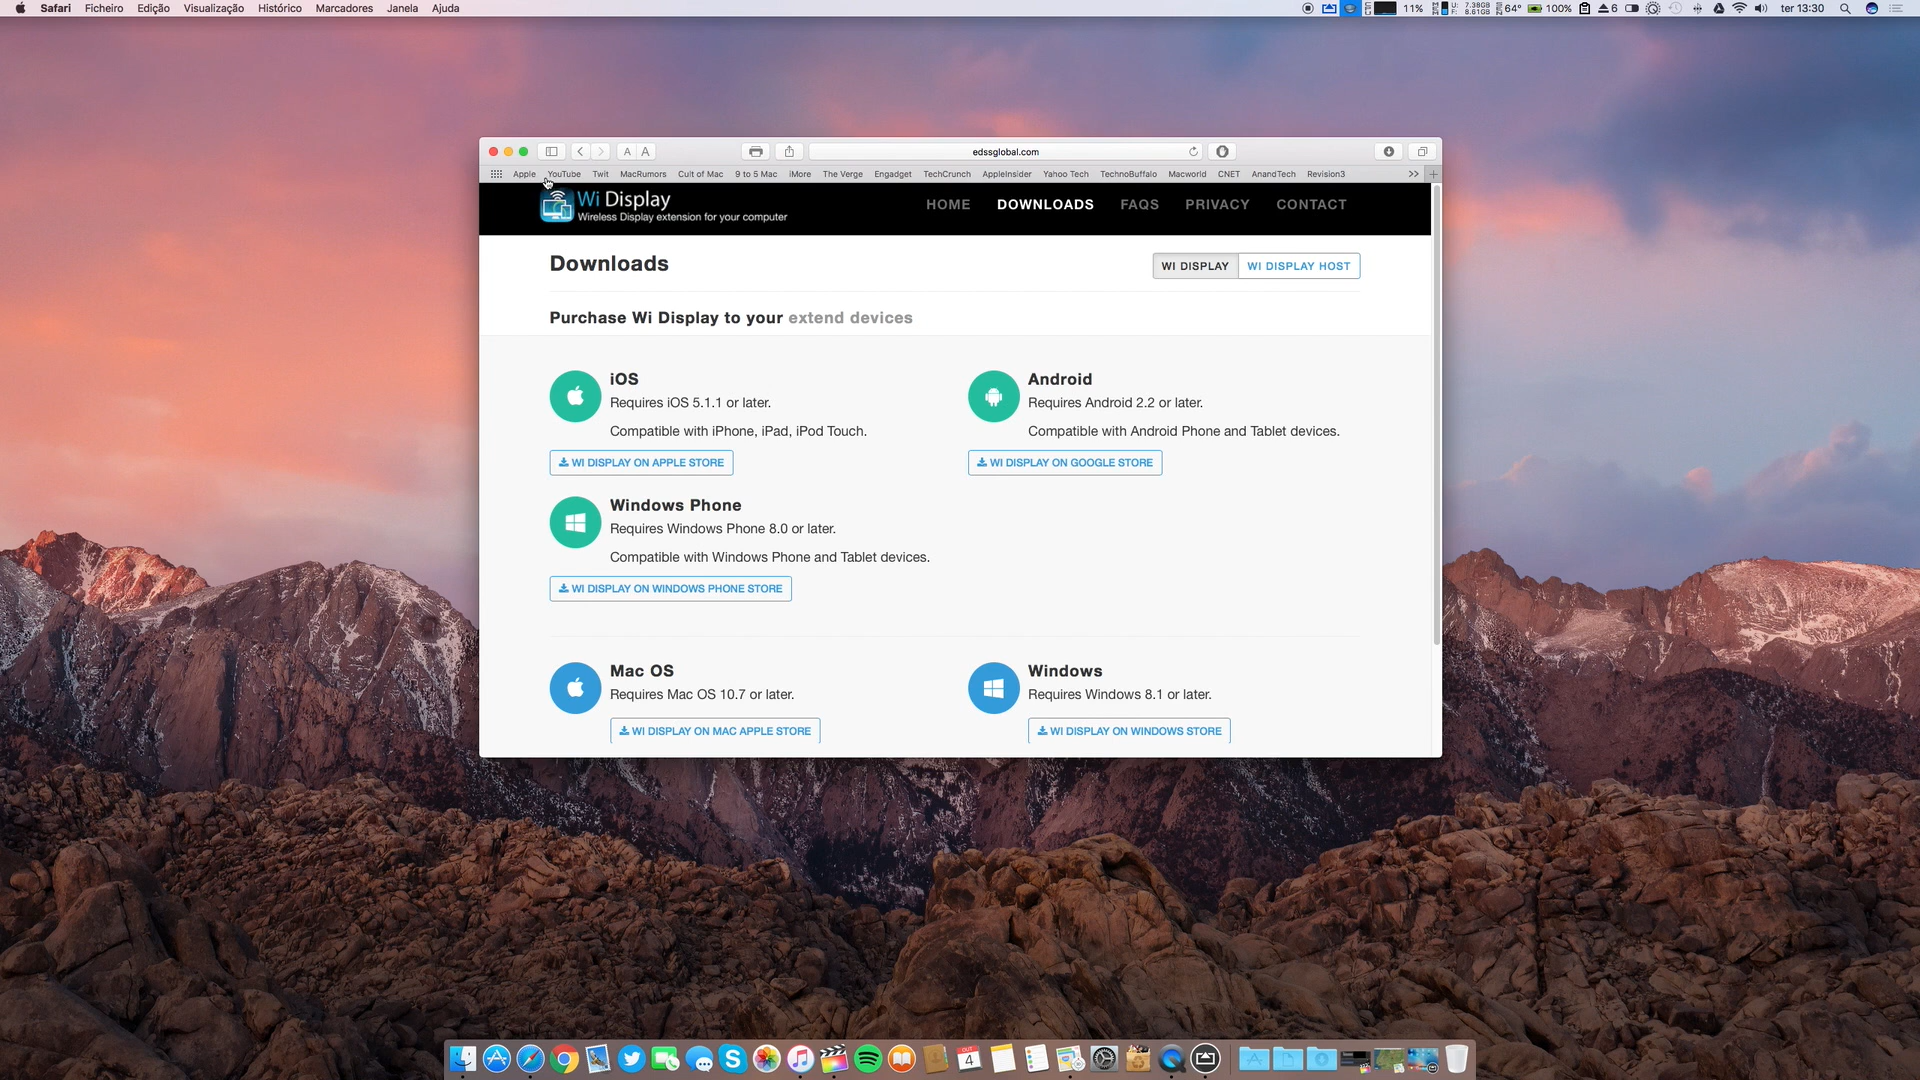 Safari Ficheiro Edição Visualização Histórico Marcadores Janela Ajuda
11% 7.38GB 8.61GB 64° 100% 6 ter 13:30
edssglobal.com
Apple YouTube Twit MacRumors Cult of Mac 9 to 5 Mac iMore The Verge Engadget TechCrunch AppleInsider Yahoo Tech TechnoBuffalo Macworld CNET AnandTech Revision3
Wi Display
Wireless Display extension for your computer
HOME DOWNLOADS FAQS PRIVACY CONTACT
Downloads
WI DISPLAY WI DISPLAY HOST
Purchase Wi Display to your extend devices
iOS
Requires iOS 5.1.1 or later.
Compatible with iPhone, iPad, iPod Touch.
WI DISPLAY ON APPLE STORE
Android
Requires Android 2.2 or later.
Compatible with Android Phone and Tablet devices.
WI DISPLAY ON GOOGLE STORE
Windows Phone
Requires Windows Phone 8.0 or later.
Compatible with Windows Phone and Tablet devices.
WI DISPLAY ON WINDOWS PHONE STORE
Mac OS
Requires Mac OS 10.7 or later.
WI DISPLAY ON MAC APPLE STORE
Windows
Requires Windows 8.1 or later.
WI DISPLAY ON WINDOWS STORE
OUT
4